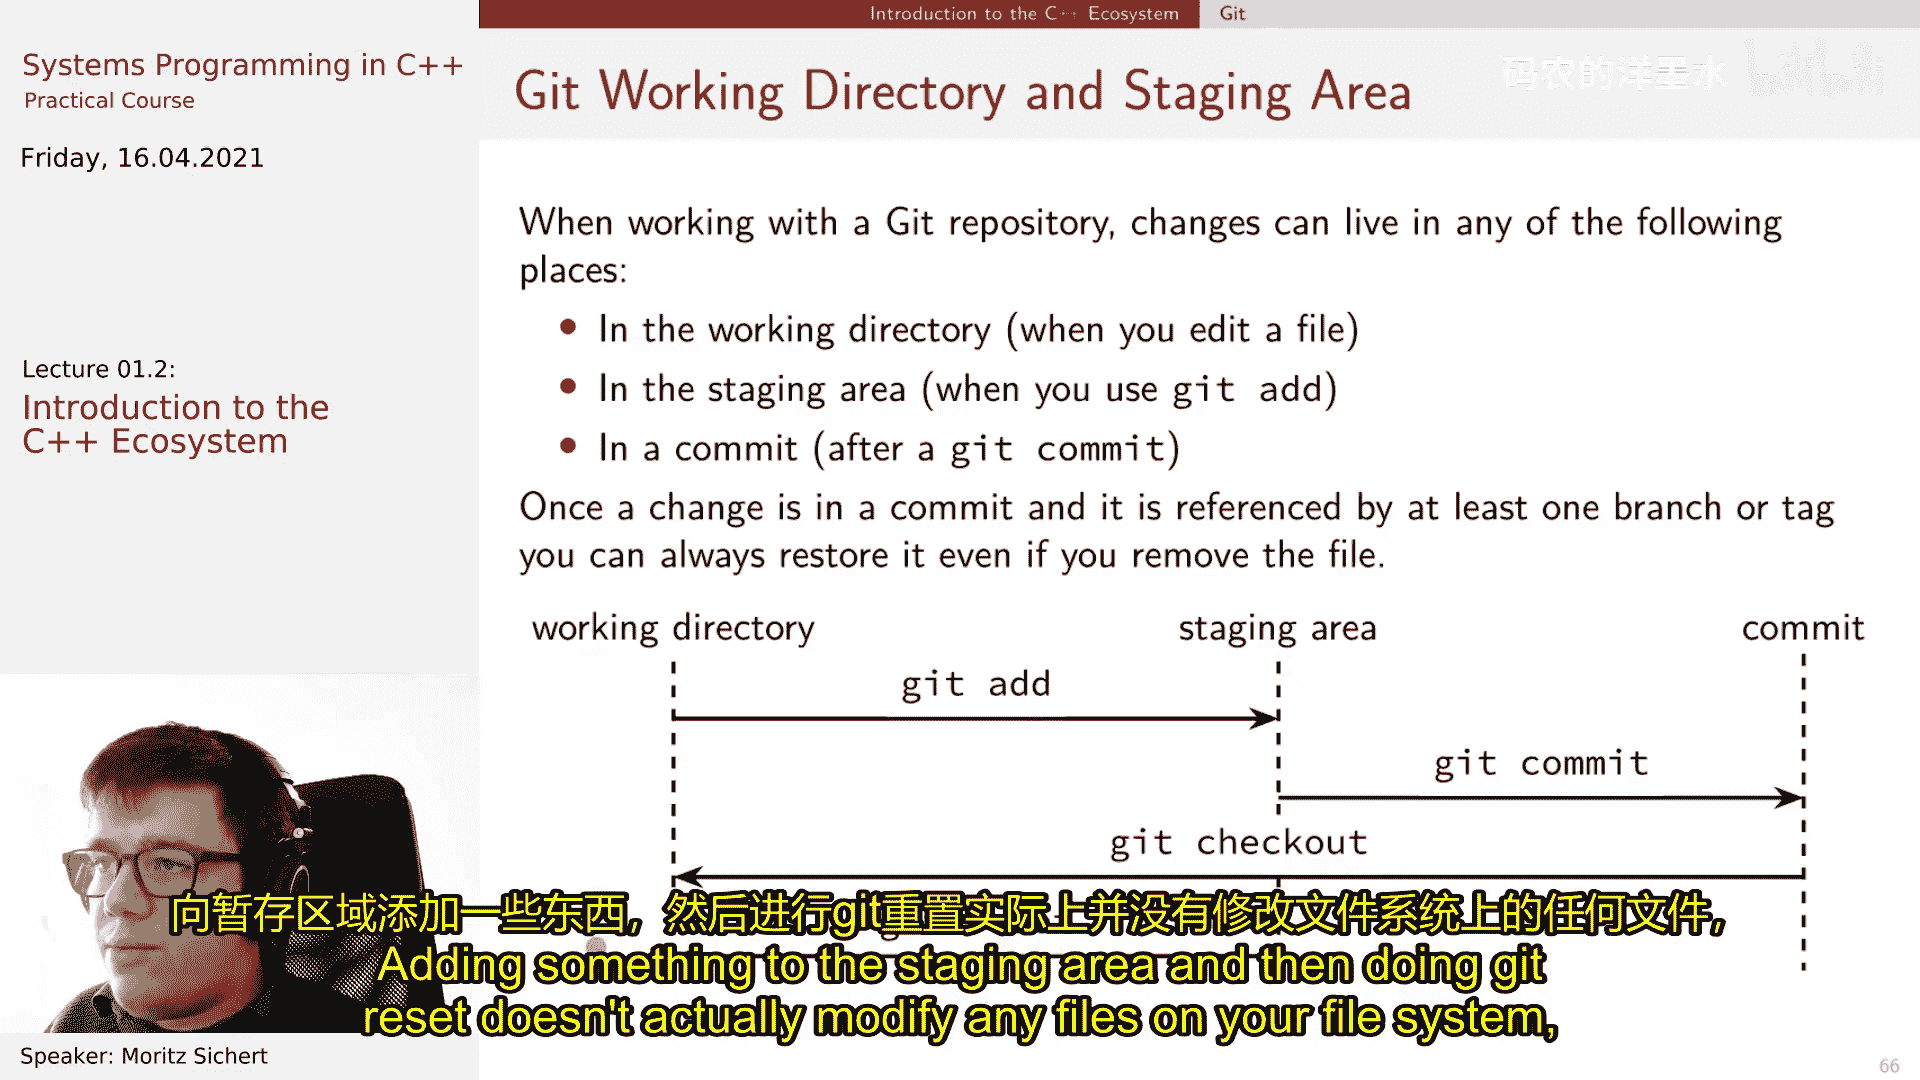 Introduction to the C++ Ecosystem Git
Systems Programming in C++
Practical Course
Friday, 16.04.2021
Lecture 01.2:
Introduction to the
C++ Ecosystem
Git Working Directory and Staging Area
码农的洋墨水 bilibili
When working with a Git repository, changes can live in any of the following
places:
• In the working directory (when you edit a file)
• In the staging area (when you use git add)
• In a commit (after a git commit)
Once a change is in a commit and it is referenced by at least one branch or tag
you can always restore it even if you remove the file.
working directory staging area commit
git add
git commit
git checkout
向暂存区域添加一些东西，然后进行git重置实际上并没有修改文件系统上的任何文件，
Adding something to the staging area and then doing git
reset doesn't actually modify any files on your file system,
Speaker: Moritz Sichert
66